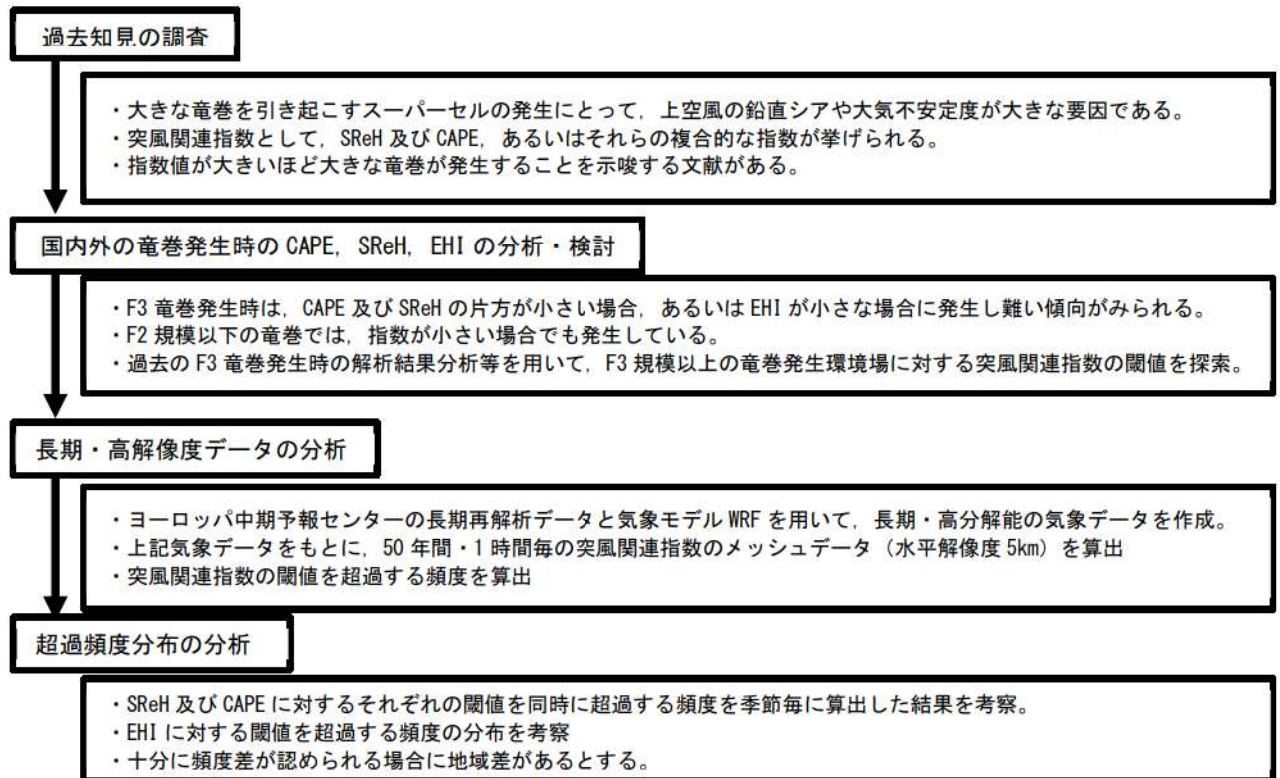 過去知見の調査
・大きな竜巻を引き起こすスーパーセルの発生にとって，上空風の鉛直シアや大気不安定度が大きな要因である。
・突風関連指数として，SReH 及び CAPE，あるいはそれらの複合的な指数が挙げられる。
・指数値が大きいほど大きな竜巻が発生することを示唆する文献がある。
国内外の竜巻発生時の CAPE，SReH，EHI の分析・検討
・F3 竜巻発生時は，CAPE 及び SReH の片方が小さい場合，あるいは EHI が小さな場合に発生し難い傾向がみられる。
・F2 規模以下の竜巻では，指数が小さい場合でも発生している。
・過去の F3 竜巻発生時の解析結果分析等を用いて，F3 規模以上の竜巻発生環境場に対する突風関連指数の閾値を探索。
長期・高解像度データの分析
・ヨーロッパ中期予報センターの長期再解析データと気象モデル WRF を用いて，長期・高分解能の気象データを作成。
・上記気象データをもとに，50 年間・1 時間毎の突風関連指数のメッシュデータ（水平解像度 5km）を算出
・突風関連指数の閾値を超過する頻度を算出
超過頻度分布の分析
・SReH 及び CAPE に対するそれぞれの閾値を同時に超過する頻度を季節毎に算出した結果を考察。
・EHI に対する閾値を超過する頻度の分布を考察
・十分に頻度差が認められる場合に地域差があるとする。